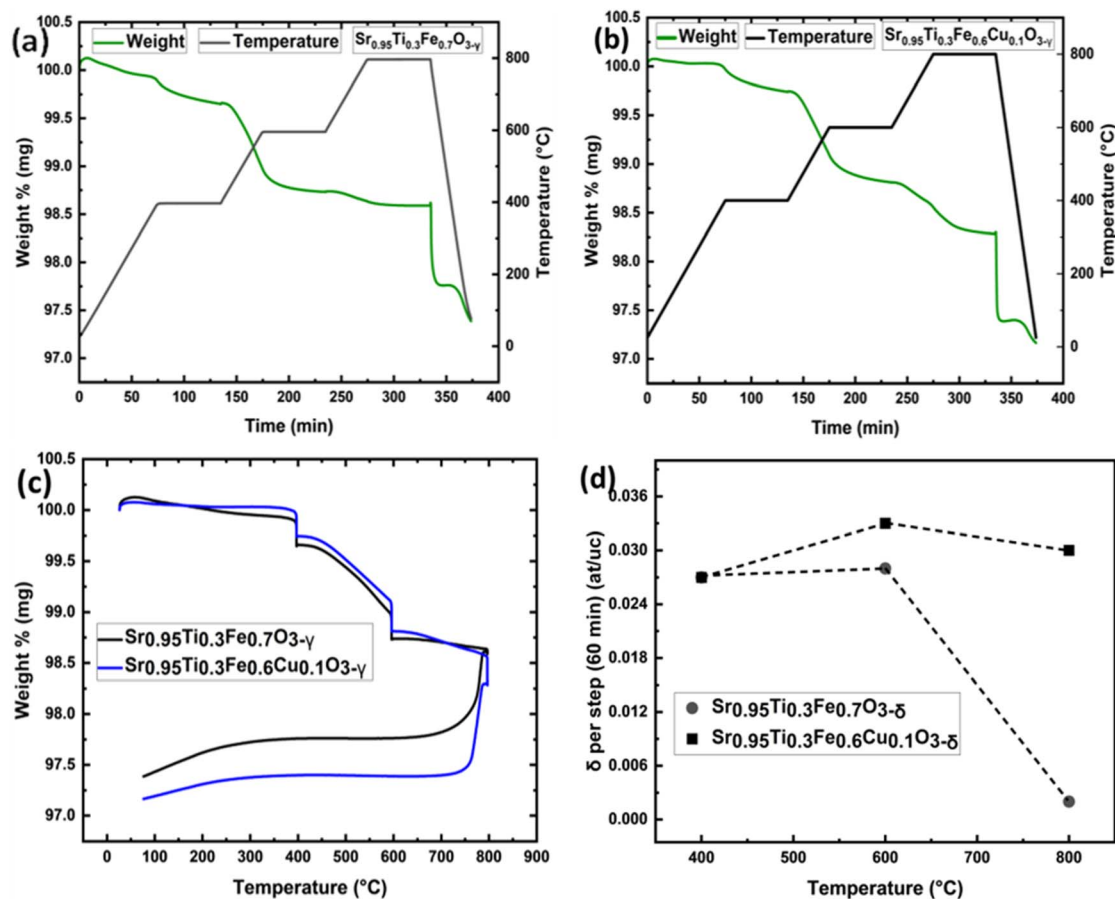 (a)
Weight
Temperature
Sr0.95Ti0.3Fe0.7O3-γ
100.5
100.0
99.5
99.0
98.5
98.0
97.5
97.0
Weight % (mg)
800
600
400
200
0
Temperature (°C)
0 50 100 150 200 250 300 350 400
Time (min)
(b)
Weight
Temperature
Sr0.95Ti0.3Fe0.6Cu0.1O3-γ
100.5
100.0
99.5
99.0
98.5
98.0
97.5
97.0
Weight % (mg)
800
600
400
200
0
Temperature (°C)
0 50 100 150 200 250 300 350 400
Time (min)
(c)
100.5
100.0
99.5
99.0
98.5
98.0
97.5
97.0
Weight % (mg)
Sr0.95Ti0.3Fe0.7O3-γ
Sr0.95Ti0.3Fe0.6Cu0.1O3-γ
0 100 200 300 400 500 600 700 800 900
Temperature (°C)
(d)
0.036
0.030
0.024
0.018
0.012
0.006
0.000
δ per step (60 min) (at/uc)
Sr0.95Ti0.3Fe0.7O3-δ
Sr0.95Ti0.3Fe0.6Cu0.1O3-δ
400 500 600 700 800
Temperature (°C)